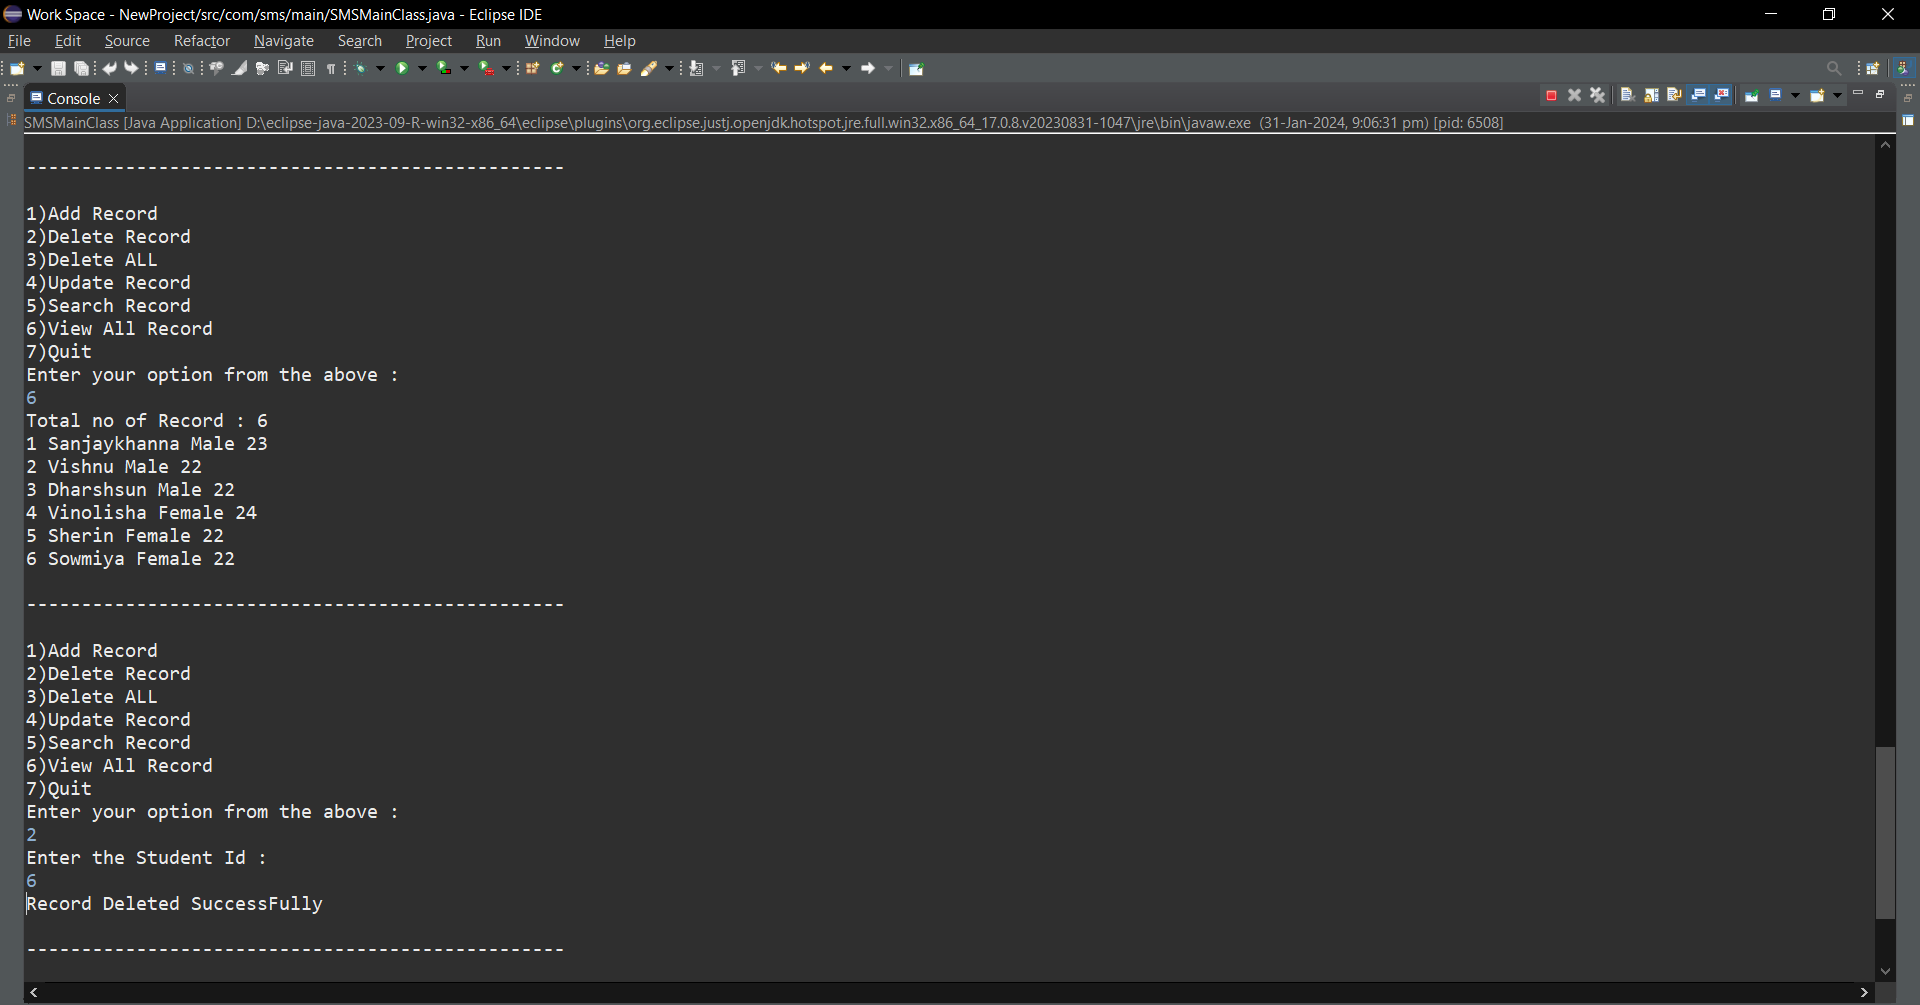 Work Space - NewProject/src/com/sms/main/SMSMainClass.java - Eclipse IDE
File Edit Source Refactor Navigate Search Project Run Window Help
Console
SMSMainClass [Java Application] D:\eclipse-java-2023-09-R-win32-x86_64\eclipse\plugins\org.eclipse.justj.openjdk.hotspot.jre.full.win32.x86_64_17.0.8.v20230831-1047\jre\bin\javaw.exe (31-Jan-2024, 9:06:31 pm) [pid: 6508]
-------------------------------------------------
1)Add Record
2)Delete Record
3)Delete ALL
4)Update Record
5)Search Record
6)View All Record
7)Quit
Enter your option from the above :
6
Total no of Record : 6
1 Sanjaykhanna Male 23
2 Vishnu Male 22
3 Dharshsun Male 22
4 Vinolisha Female 24
5 Sherin Female 22
6 Sowmiya Female 22
-------------------------------------------------
1)Add Record
2)Delete Record
3)Delete ALL
4)Update Record
5)Search Record
6)View All Record
7)Quit
Enter your option from the above :
2
Enter the Student Id :
6
Record Deleted SuccessFully
-------------------------------------------------